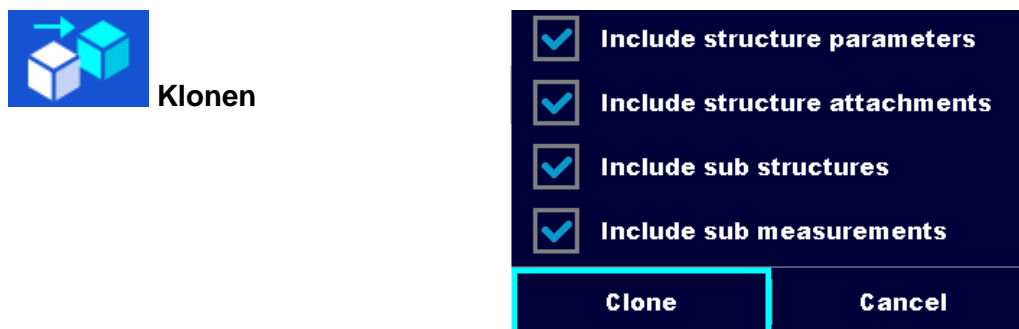 Klonen
Include structure parameters
Include structure attachments
Include sub structures
Include sub measurements
Clone
Cancel